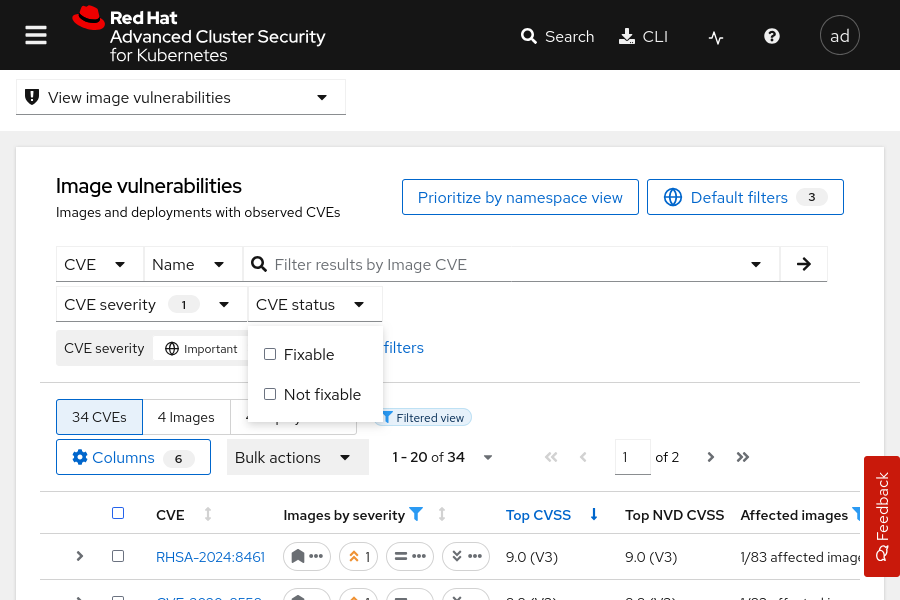 Red Hat
Advanced Cluster Security
for Kubernetes
Search
CLI
ad
View image vulnerabilities
Image vulnerabilities
Images and deployments with observed CVEs
Prioritize by namespace view
Default filters 3
CVE
Name
Filter results by Image CVE
CVE severity 1
CVE status
CVE severity
Important
filters
Fixable
Not fixable
34 CVEs
4 Images
Filtered view
Columns 6
Bulk actions
1 - 20 of 34
1 of 2
CVE
Images by severity
Top CVSS
Top NVD CVSS
Affected images
RHSA-2024:8461
1
9.0 (V3)
9.0 (V3)
1/83 affected image
Feedback